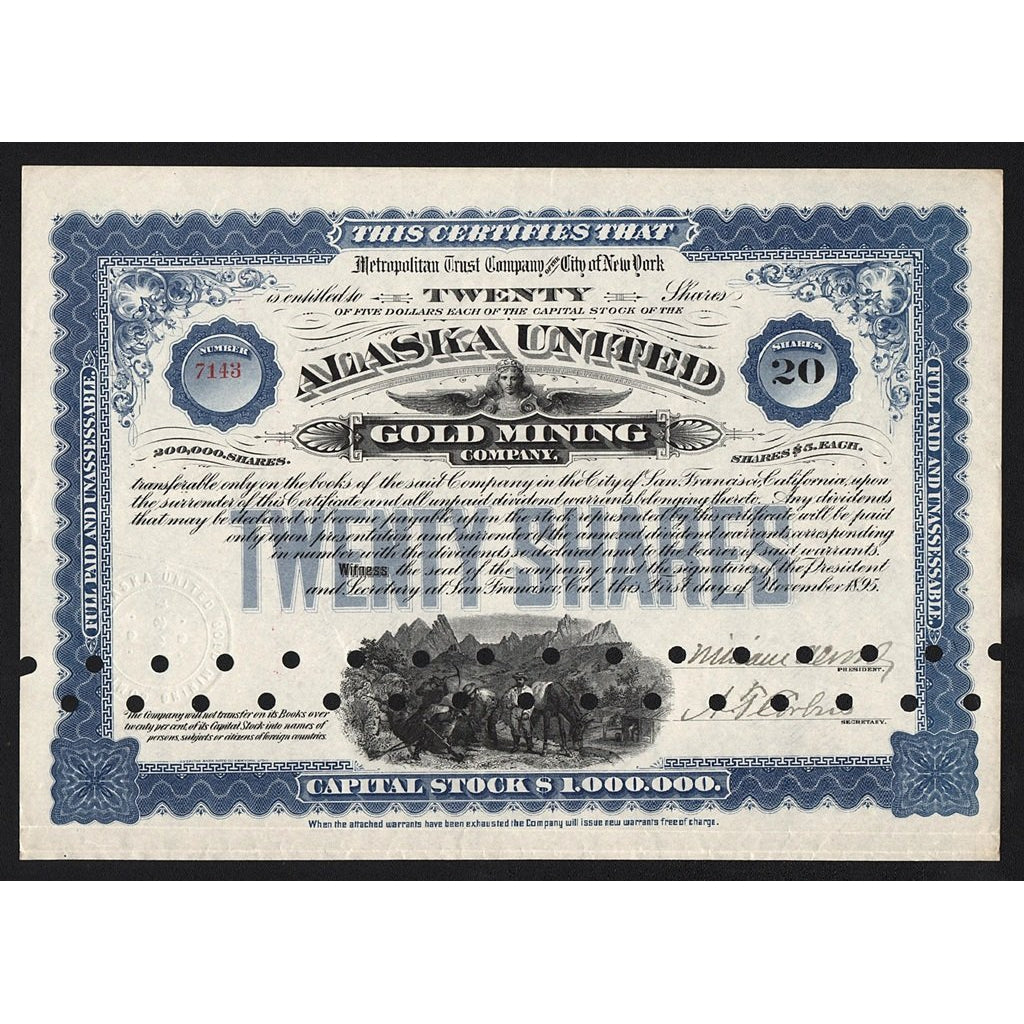 THIS CERTIFIES THAT
Metropolitan Trust Company OF THE City of New York
is entitled to TWENTY Shares
OF FIVE DOLLARS EACH OF THE CAPITAL STOCK OF THE
ALASKA UNITED
NUMBER
7143
SHARES
20
GOLD MINING
COMPANY,
200,000. SHARES.
SHARES $5. EACH.
transferable only on the books of the said Company in the City of San Francisco, California, upon
the surrender of this Certificate and all unpaid dividend warrants belonging thereto. Any dividends
that may be declared or become payable upon the stock represented by this certificate will be paid
only upon presentation and surrender of the annexed dividend warrants corresponding
in number with the dividends so declared and to the bearer of said warrants.
Witness, the seal of the company and the signatures of the President
and Secretary at San Francisco, Cal. this first day of November 1895.
TWENTY SHARES
FULL PAID AND UNASSESSABLE.
FULL PAID AND UNASSESSABLE.
ALASKA UNITED GOLD MINING
PRESIDENT.
SECRETARY.
The Company will not transfer on its Books over
twenty per cent, of its Capital Stock into names of
persons, subjects or citizens of foreign countries.
CAPITAL STOCK $1,000,000.
When the attached warrants have been exhausted the Company will issue new warrants free of charge.